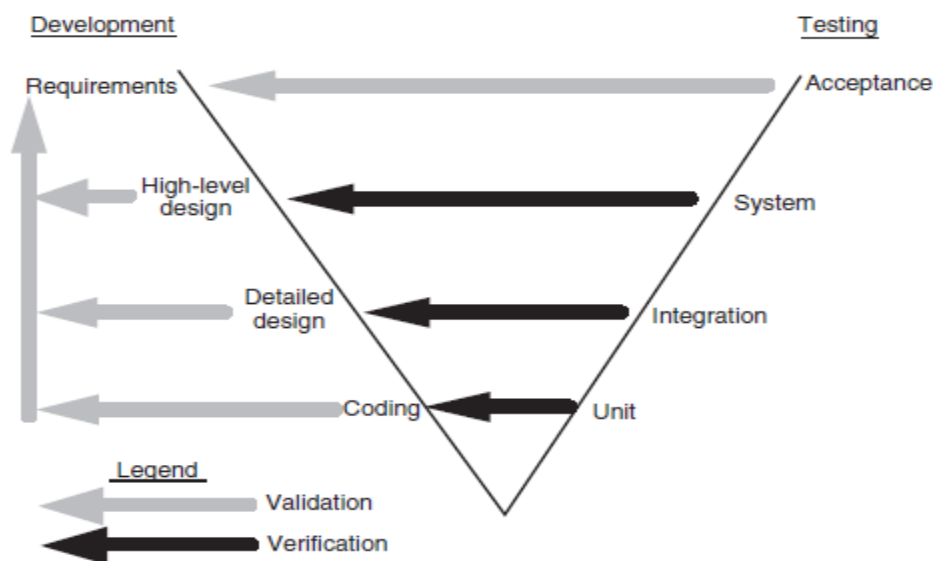 Development
Testing
Requirements
Acceptance
High-level
design
System
Detailed
design
Integration
Coding
Unit
Legend
Validation
Verification